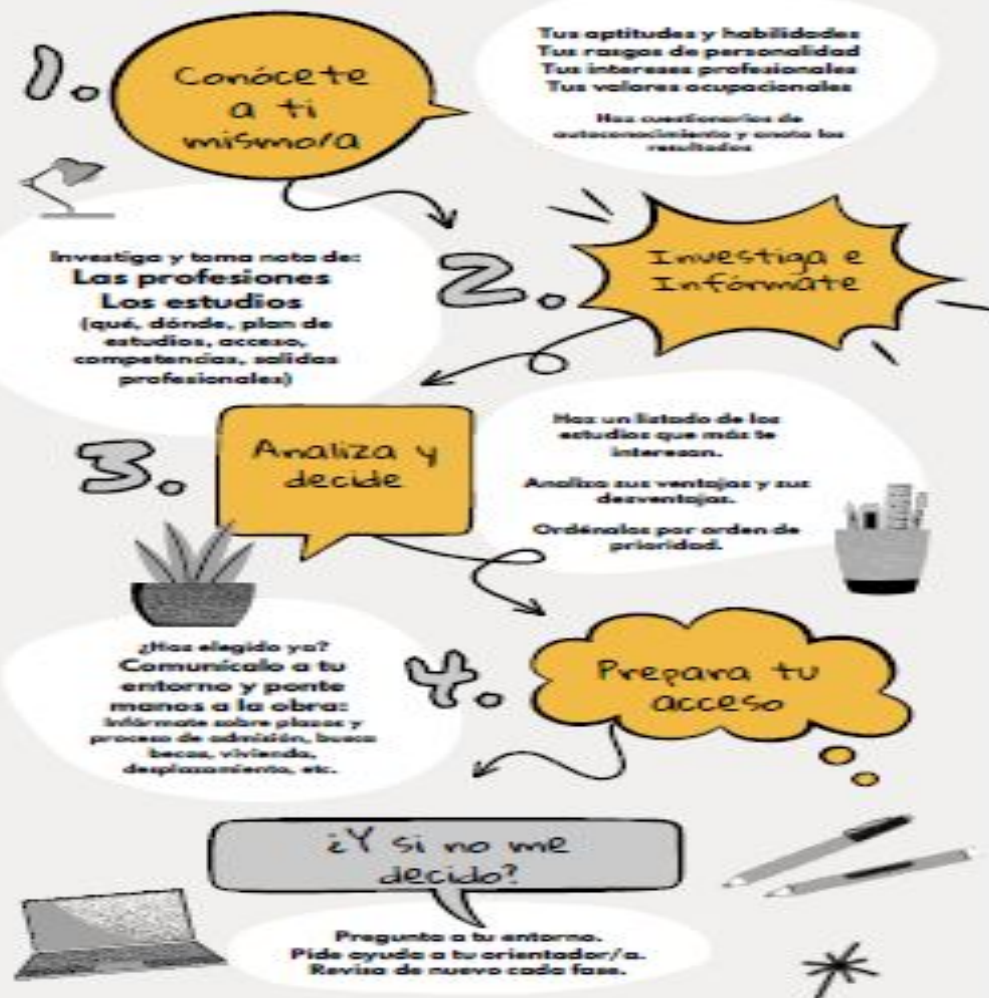 1.
Conócete
a ti
mismo/a
Tus aptitudes y habilidades
Tus rasgos de personalidad
Tus intereses profesionales
Tus valores ocupacionales
Haz cuestionarios de
autoconocimiento y anota los
resultados
2.
Investiga e
Infórmate
Investiga y toma nota de:
Las profesiones
Los estudios
(qué, dónde, plan de
estudios, acceso,
competencias, salidas
profesionales)
3.
Analiza y
decide
Haz un listado de los
estudios que más te
interesan.
Analiza sus ventajas y sus
desventajas.
Ordénalos por orden de
prioridad.
4.
Prepara tu
acceso
¿Has elegido ya?
Comunícalo a tu
entorno y ponte
manos a la obra:
Infórmate sobre plazos y
proceso de admisión, busca
becas, vivienda,
desplazamiento, etc.
¿Y si no me
decido?
Pregunta a tu entorno.
Pide ayuda a tu orientador/a.
Revisa de nuevo cada fase.